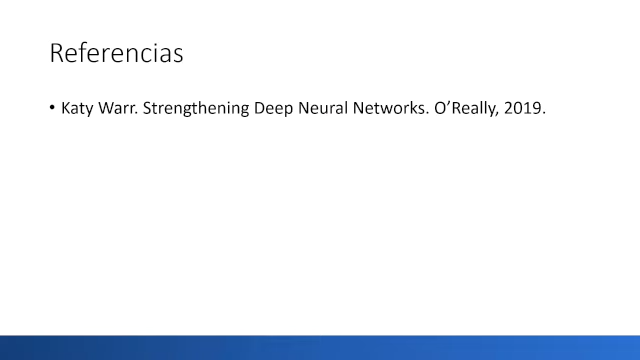 Referencias
• Katy Warr. Strengthening Deep Neural Networks. O’Really, 2019.